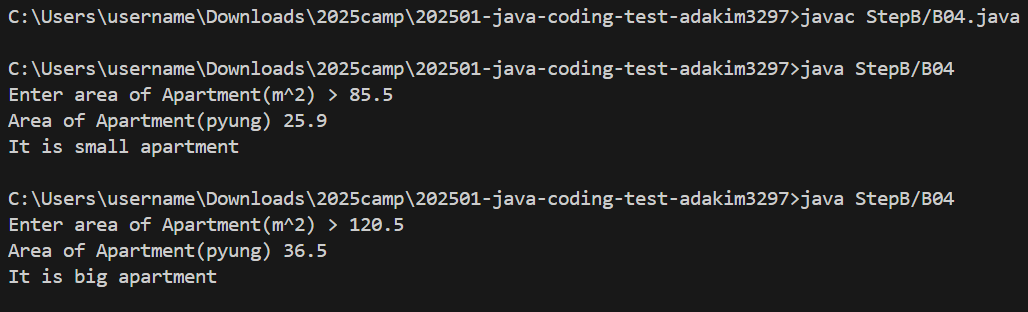 C:\Users\username\Downloads\2025camp\202501-java-coding-test-adakim3297>javac StepB/B04.java
C:\Users\username\Downloads\2025camp\202501-java-coding-test-adakim3297>java StepB/B04
Enter area of Apartment(m^2) > 85.5
Area of Apartment(pyung) 25.9
It is small apartment
C:\Users\username\Downloads\2025camp\202501-java-coding-test-adakim3297>java StepB/B04
Enter area of Apartment(m^2) > 120.5
Area of Apartment(pyung) 36.5
It is big apartment